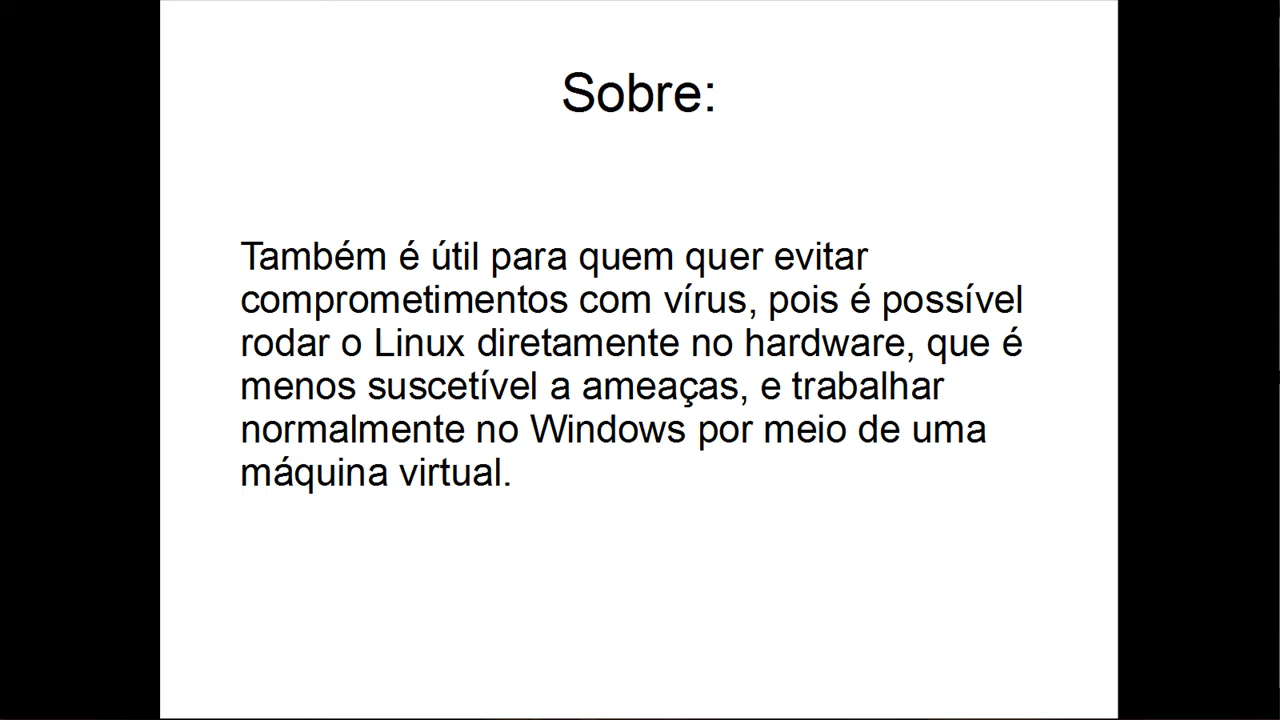 Sobre:
Também é útil para quem quer evitar
comprometimentos com vírus, pois é possível
rodar o Linux diretamente no hardware, que é
menos suscetível a ameaças, e trabalhar
normalmente no Windows por meio de uma
máquina virtual.